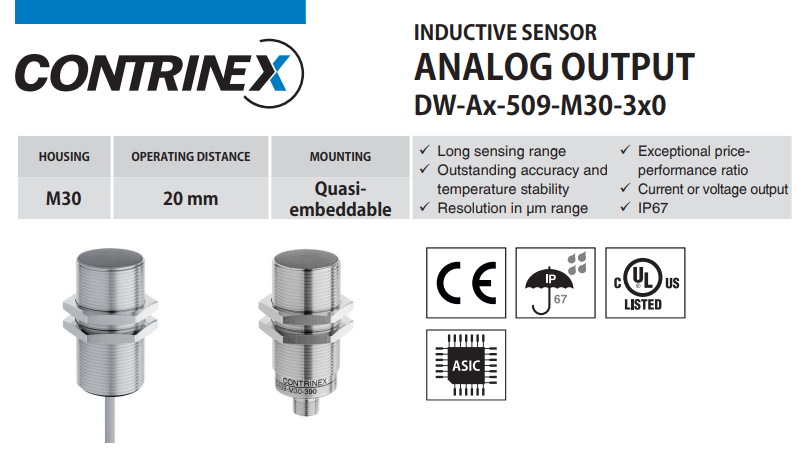 CONTRINEX
INDUCTIVE SENSOR
ANALOG OUTPUT
DW-Ax-509-M30-3x0
HOUSING
M30
OPERATING DISTANCE
20 mm
MOUNTING
Quasi-
embeddable
✓ Long sensing range
✓ Outstanding accuracy and
temperature stability
✓ Resolution in µm range
✓ Exceptional price-
performance ratio
✓ Current or voltage output
✓ IP67
CONTRINEX
509-M30-390
CE
IP
67
C UL ® US
LISTED
ASIC